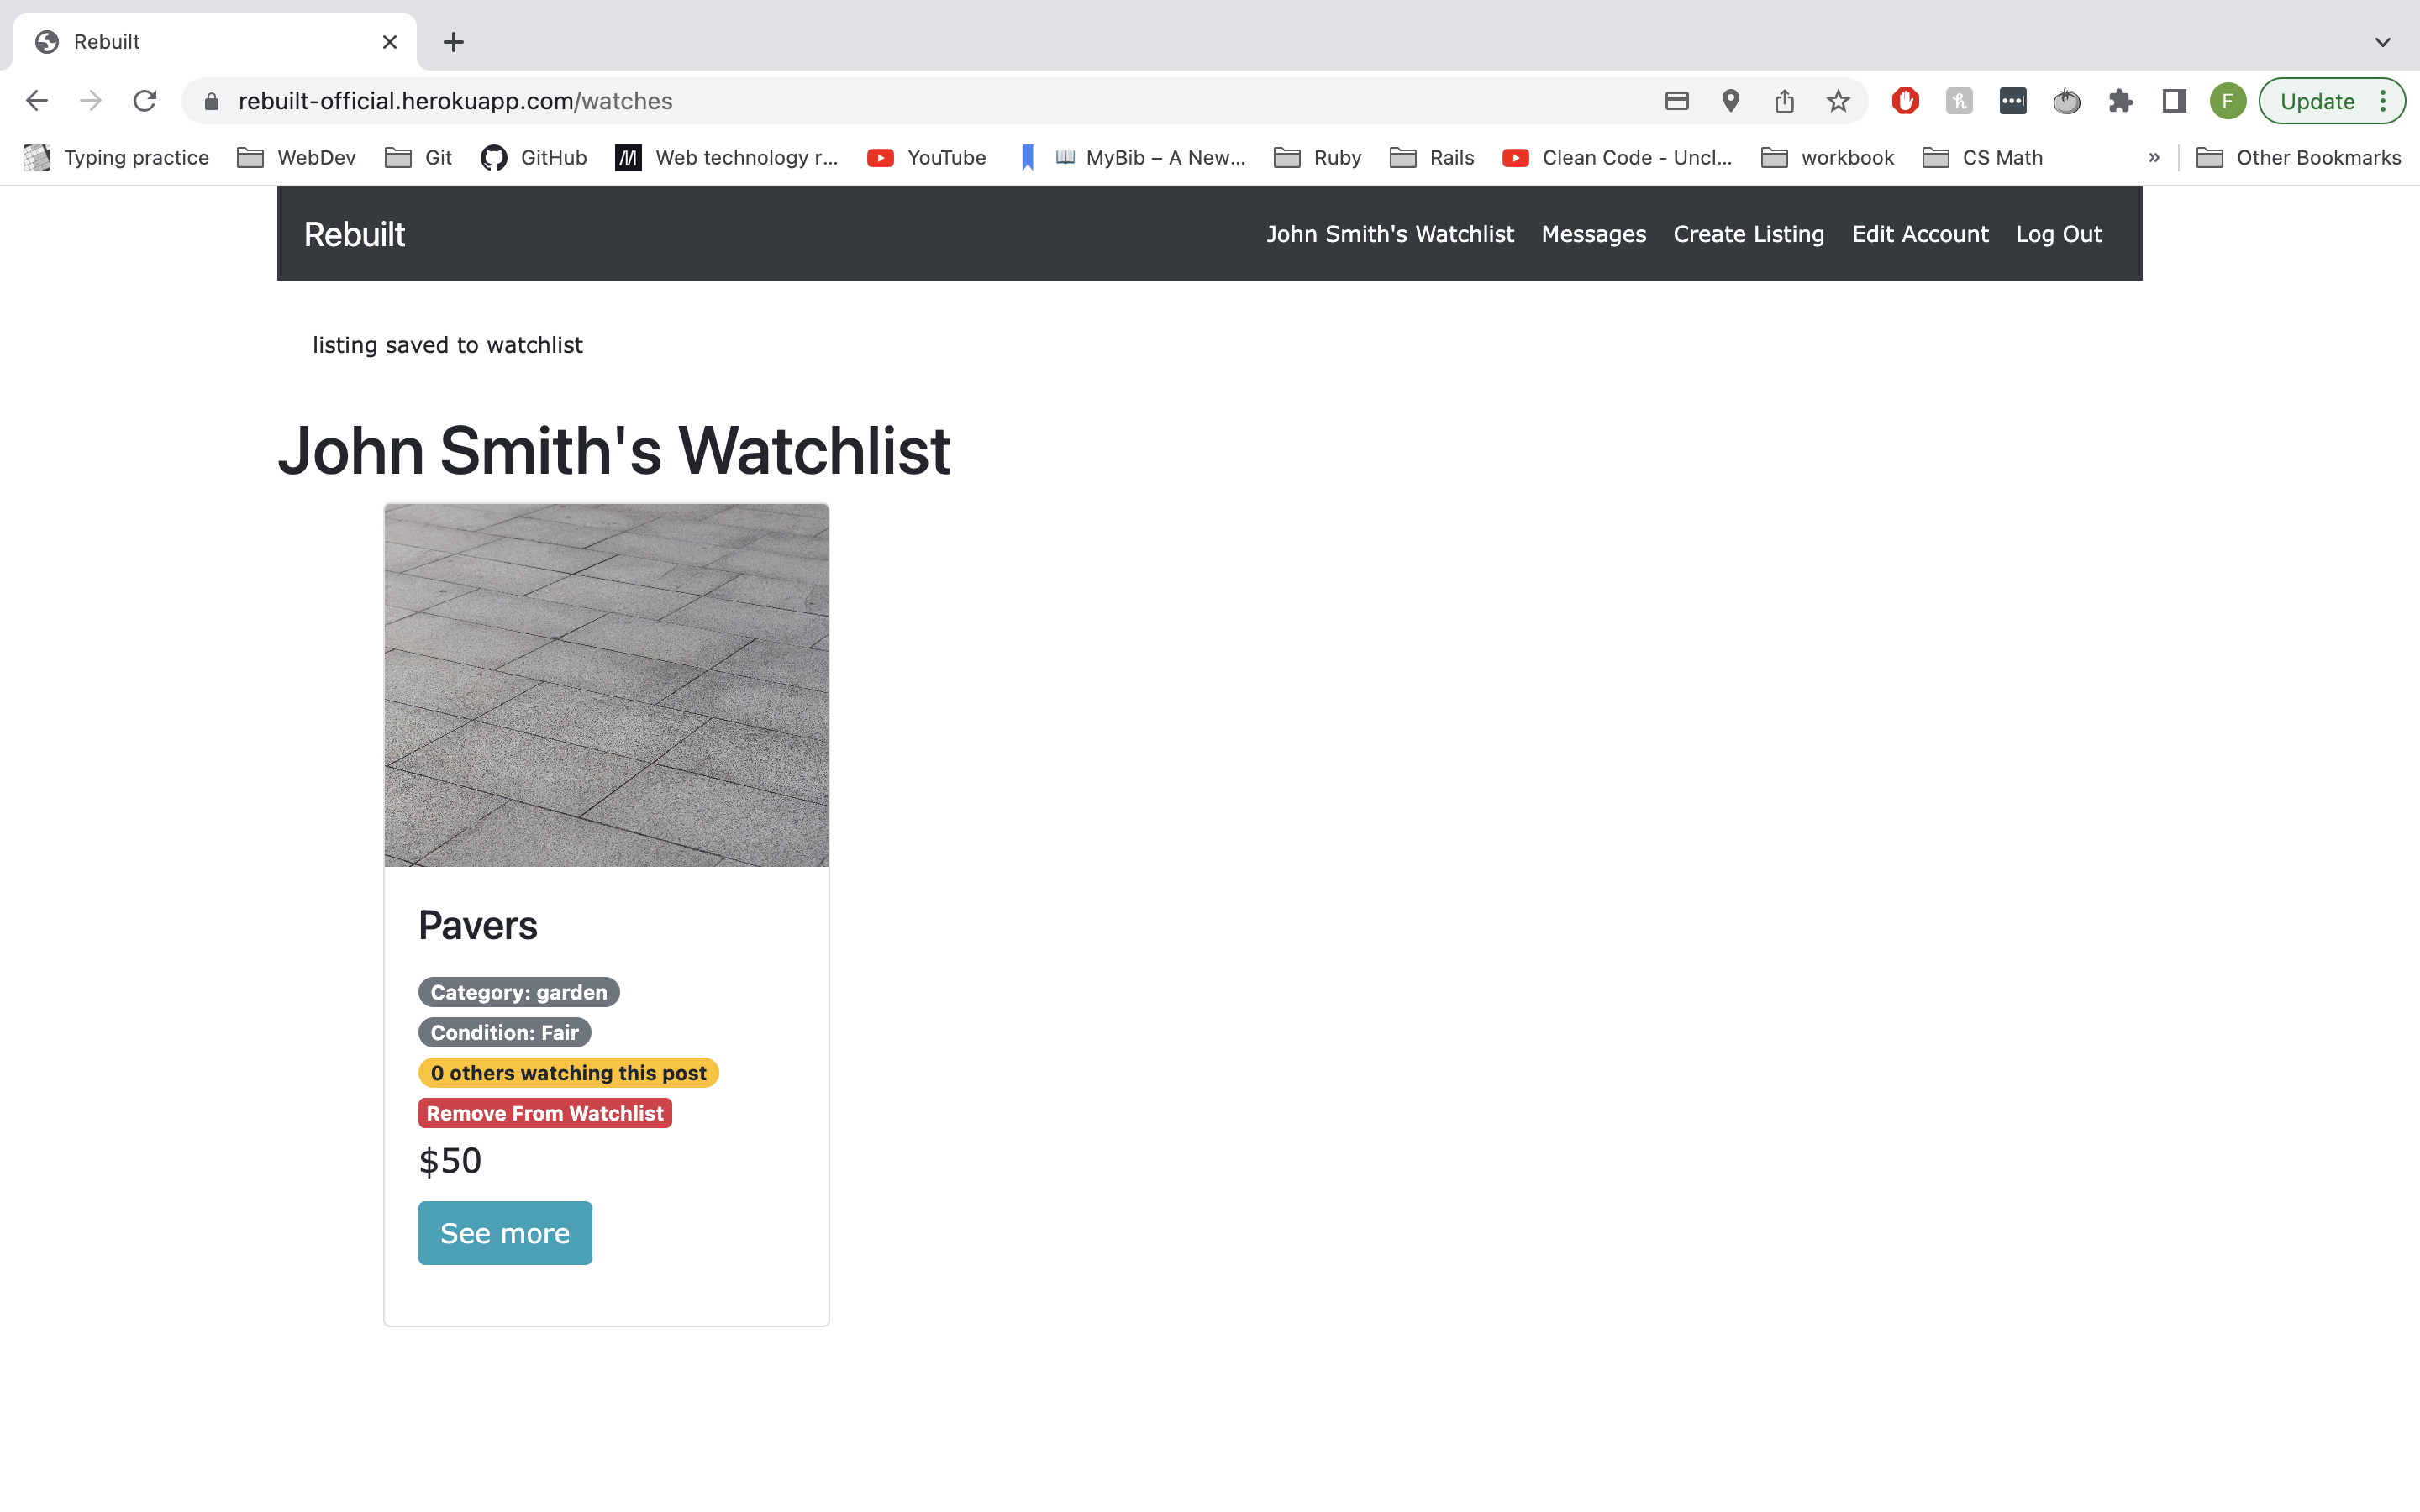 Rebuilt
rebuilt-official.herokuapp.com/watches
F
Update
Typing practice
WebDev
Git
GitHub
Web technology r...
YouTube
MyBib – A New...
Ruby
Rails
Clean Code - Uncl...
workbook
CS Math
»
Other Bookmarks
Rebuilt
John Smith's Watchlist
Messages
Create Listing
Edit Account
Log Out
listing saved to watchlist
John Smith's Watchlist
Pavers
Category: garden
Condition: Fair
0 others watching this post
Remove From Watchlist
$50
See more